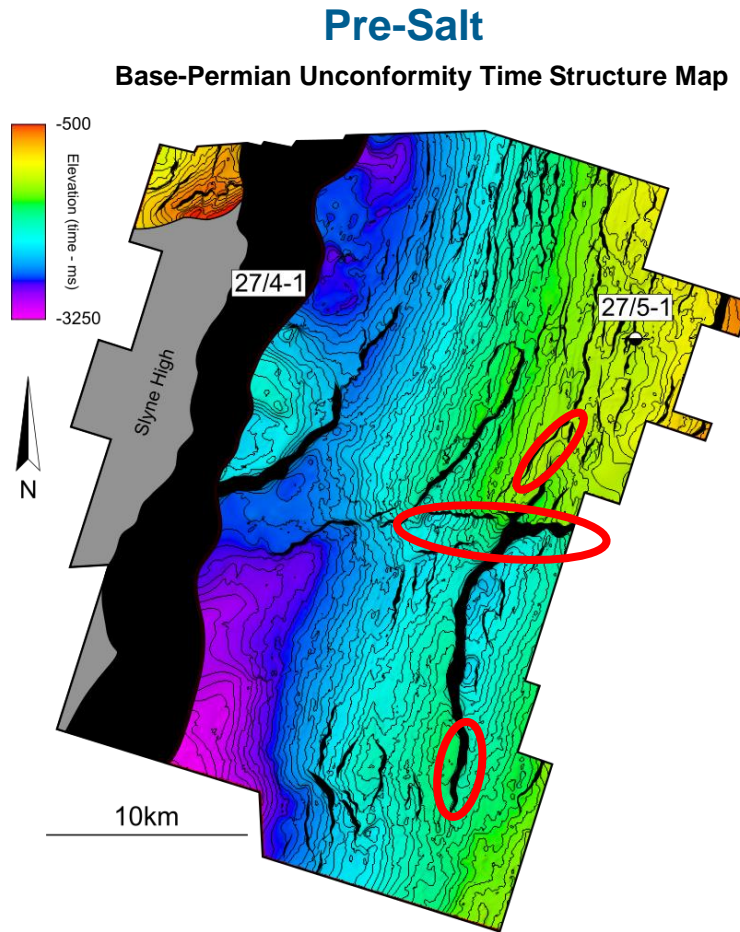 Pre-Salt
Base-Permian Unconformity Time Structure Map
-500
Elevation (time - ms)
-3250
27/4-1
27/5-1
Slyne High
N
10km